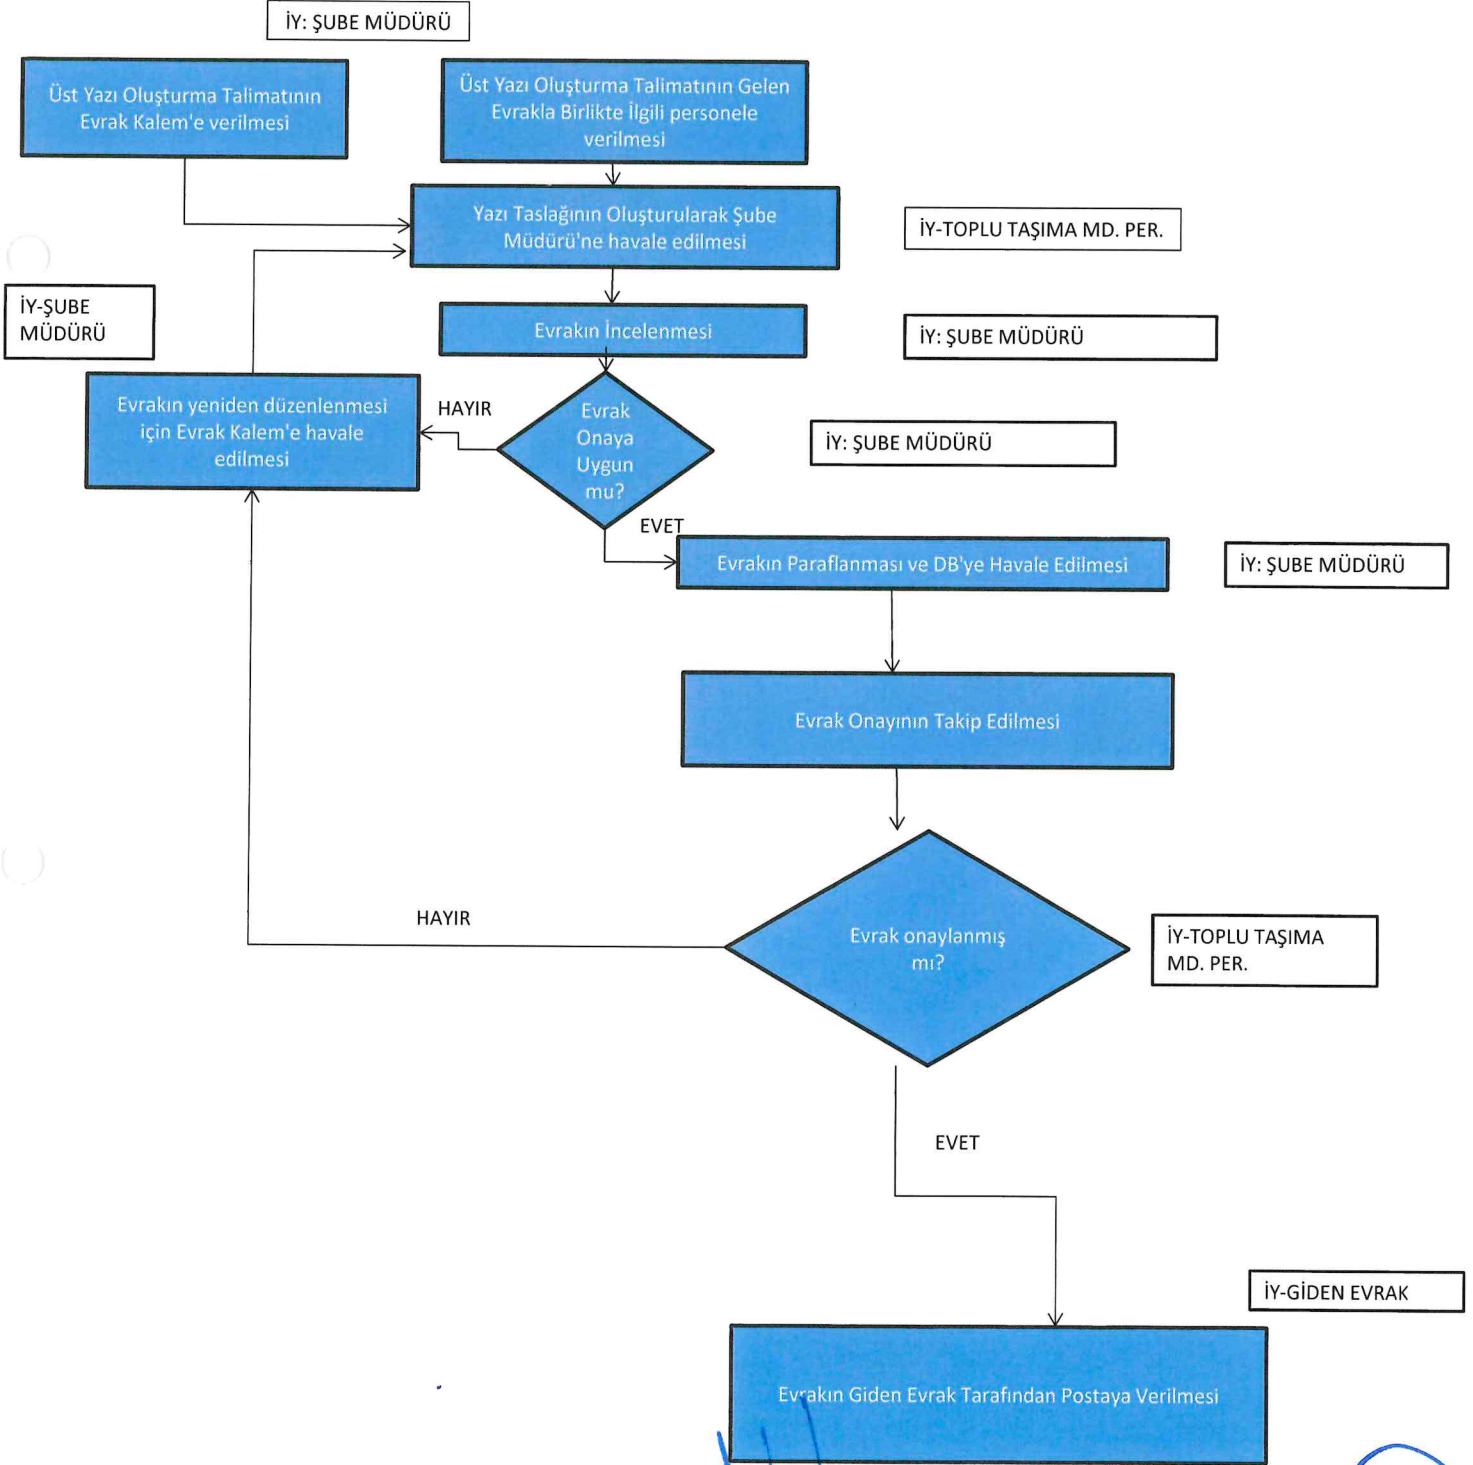 İY: ŞUBE MÜDÜRÜ
Üst Yazı Oluşturma Talimatının
Evrak Kalem'e verilmesi
Üst Yazı Oluşturma Talimatının Gelen
Evrakla Birlikte İlgili personele
verilmesi
Yazı Taslağının Oluşturularak Şube
Müdürü'ne havale edilmesi
İY-TOPLU TAŞIMA MD. PER.
İY-ŞUBE
MÜDÜRÜ
Evrakın İncelenmesi
İY: ŞUBE MÜDÜRÜ
Evrakın yeniden düzenlenmesi
için Evrak Kalem'e havale
edilmesi
HAYIR
Evrak
Onaya
Uygun
mu?
İY: ŞUBE MÜDÜRÜ
EVET
Evrakın Paraflanması ve DB'ye Havale Edilmesi
İY: ŞUBE MÜDÜRÜ
Evrak Onayının Takip Edilmesi
HAYIR
Evrak onaylanmış
mı?
İY-TOPLU TAŞIMA
MD. PER.
EVET
İY-GİDEN EVRAK
Evrakın Giden Evrak Tarafından Postaya Verilmesi